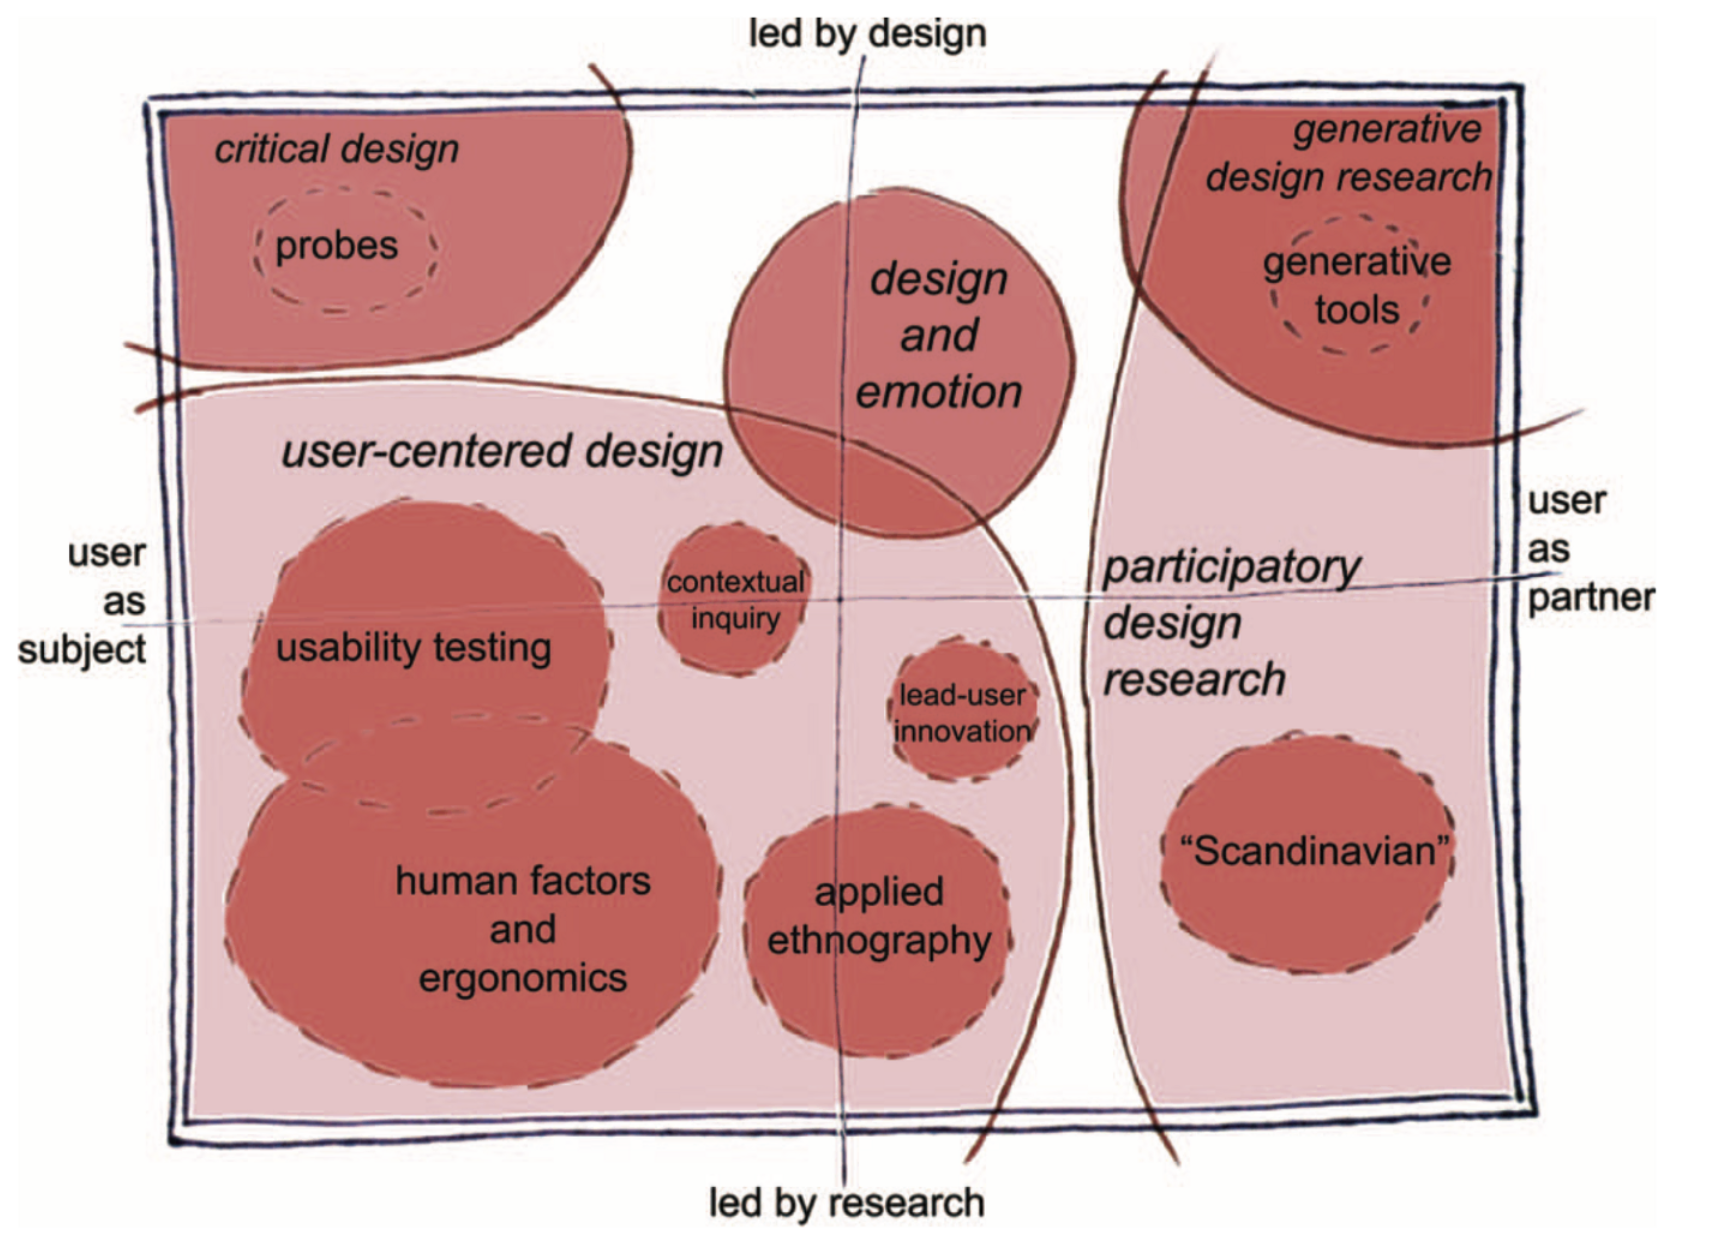 led by design
critical design
probes
generative
design research
generative
tools
design
and
emotion
user-centered design
user
as
subject
user
as
partner
contextual
inquiry
usability testing
participatory
design
research
lead-user
innovation
human factors
and
ergonomics
applied
ethnography
“Scandinavian”
led by research